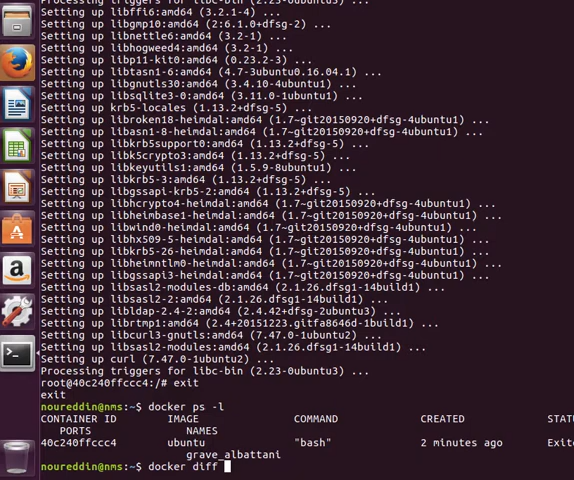 Processing triggers for libc-bin (2.23-0ubuntu3) ...
Setting up libffi6:amd64 (3.2.1-4) ...
Setting up libgmp10:amd64 (2:6.1.0+dfsg-2) ...
Setting up libnettle6:amd64 (3.2-1) ...
Setting up libhogweed4:amd64 (3.2-1) ...
Setting up libp11-kit0:amd64 (0.23.2-3) ...
Setting up libtasn1-6:amd64 (4.7-3ubuntu0.16.04.1) ...
Setting up libgnutls30:amd64 (3.4.10-4ubuntu1) ...
Setting up libsqlite3-0:amd64 (3.11.0-1ubuntu1) ...
Setting up krb5-locales (1.13.2+dfsg-5) ...
Setting up libroken18-heimdal:amd64 (1.7~git20150920+dfsg-4ubuntu1) ...
Setting up libasn1-8-heimdal:amd64 (1.7~git20150920+dfsg-4ubuntu1) ...
Setting up libkrb5support0:amd64 (1.13.2+dfsg-5) ...
Setting up libk5crypto3:amd64 (1.13.2+dfsg-5) ...
Setting up libkeyutils1:amd64 (1.5.9-8ubuntu1) ...
Setting up libkrb5-3:amd64 (1.13.2+dfsg-5) ...
Setting up libgssapi-krb5-2:amd64 (1.13.2+dfsg-5) ...
Setting up libhcrypto4-heimdal:amd64 (1.7~git20150920+dfsg-4ubuntu1) ...
Setting up libheimbase1-heimdal:amd64 (1.7~git20150920+dfsg-4ubuntu1) ...
Setting up libwind0-heimdal:amd64 (1.7~git20150920+dfsg-4ubuntu1) ...
Setting up libhx509-5-heimdal:amd64 (1.7~git20150920+dfsg-4ubuntu1) ...
Setting up libkrb5-26-heimdal:amd64 (1.7~git20150920+dfsg-4ubuntu1) ...
Setting up libheimntlm0-heimdal:amd64 (1.7~git20150920+dfsg-4ubuntu1) ...
Setting up libgssapi3-heimdal:amd64 (1.7~git20150920+dfsg-4ubuntu1) ...
Setting up libsasl2-modules-db:amd64 (2.1.26.dfsg1-14build1) ...
Setting up libsasl2-2:amd64 (2.1.26.dfsg1-14build1) ...
Setting up libldap-2.4-2:amd64 (2.4.42+dfsg-2ubuntu3) ...
Setting up librtmp1:amd64 (2.4+20151223.gitfa8646d-1build1) ...
Setting up libcurl3-gnutls:amd64 (7.47.0-1ubuntu2) ...
Setting up libsasl2-modules:amd64 (2.1.26.dfsg1-14build1) ...
Setting up curl (7.47.0-1ubuntu2) ...
Processing triggers for libc-bin (2.23-0ubuntu3) ...
root@40c240ffccc4:/# exit
exit
noureddin@nms:~$ docker ps -l
CONTAINER ID IMAGE COMMAND CREATED STATU
PORTS NAMES
40c240ffccc4 ubuntu "bash" 2 minutes ago Exite
grave_albattani
noureddin@nms:~$ docker diff